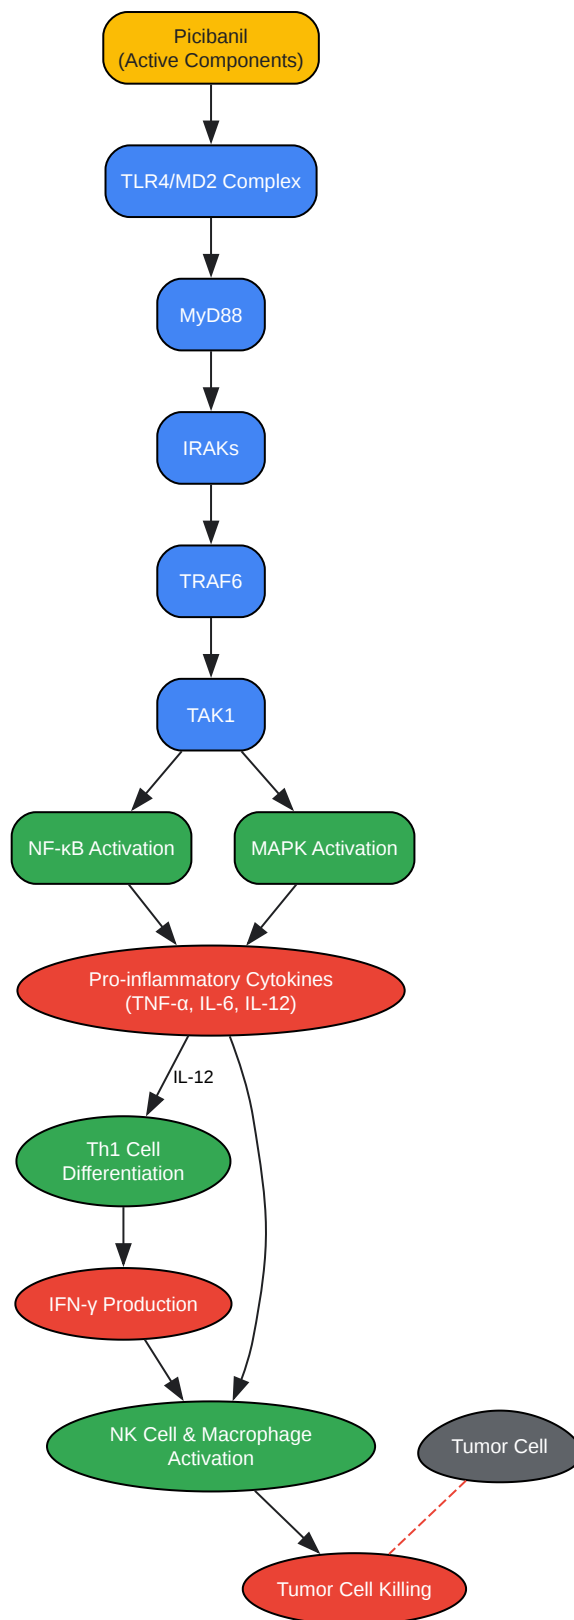 Picibanil
(Active Components)
TLR4/MD2 Complex
MyD88
IRAKs
TRAF6
TAK1
NF-κB Activation
MAPK Activation
Pro-inflammatory Cytokines
(TNF-α, IL-6, IL-12)
IL-12
Th1 Cell
Differentiation
IFN-γ Production
NK Cell & Macrophage
Activation
Tumor Cell
Tumor Cell Killing